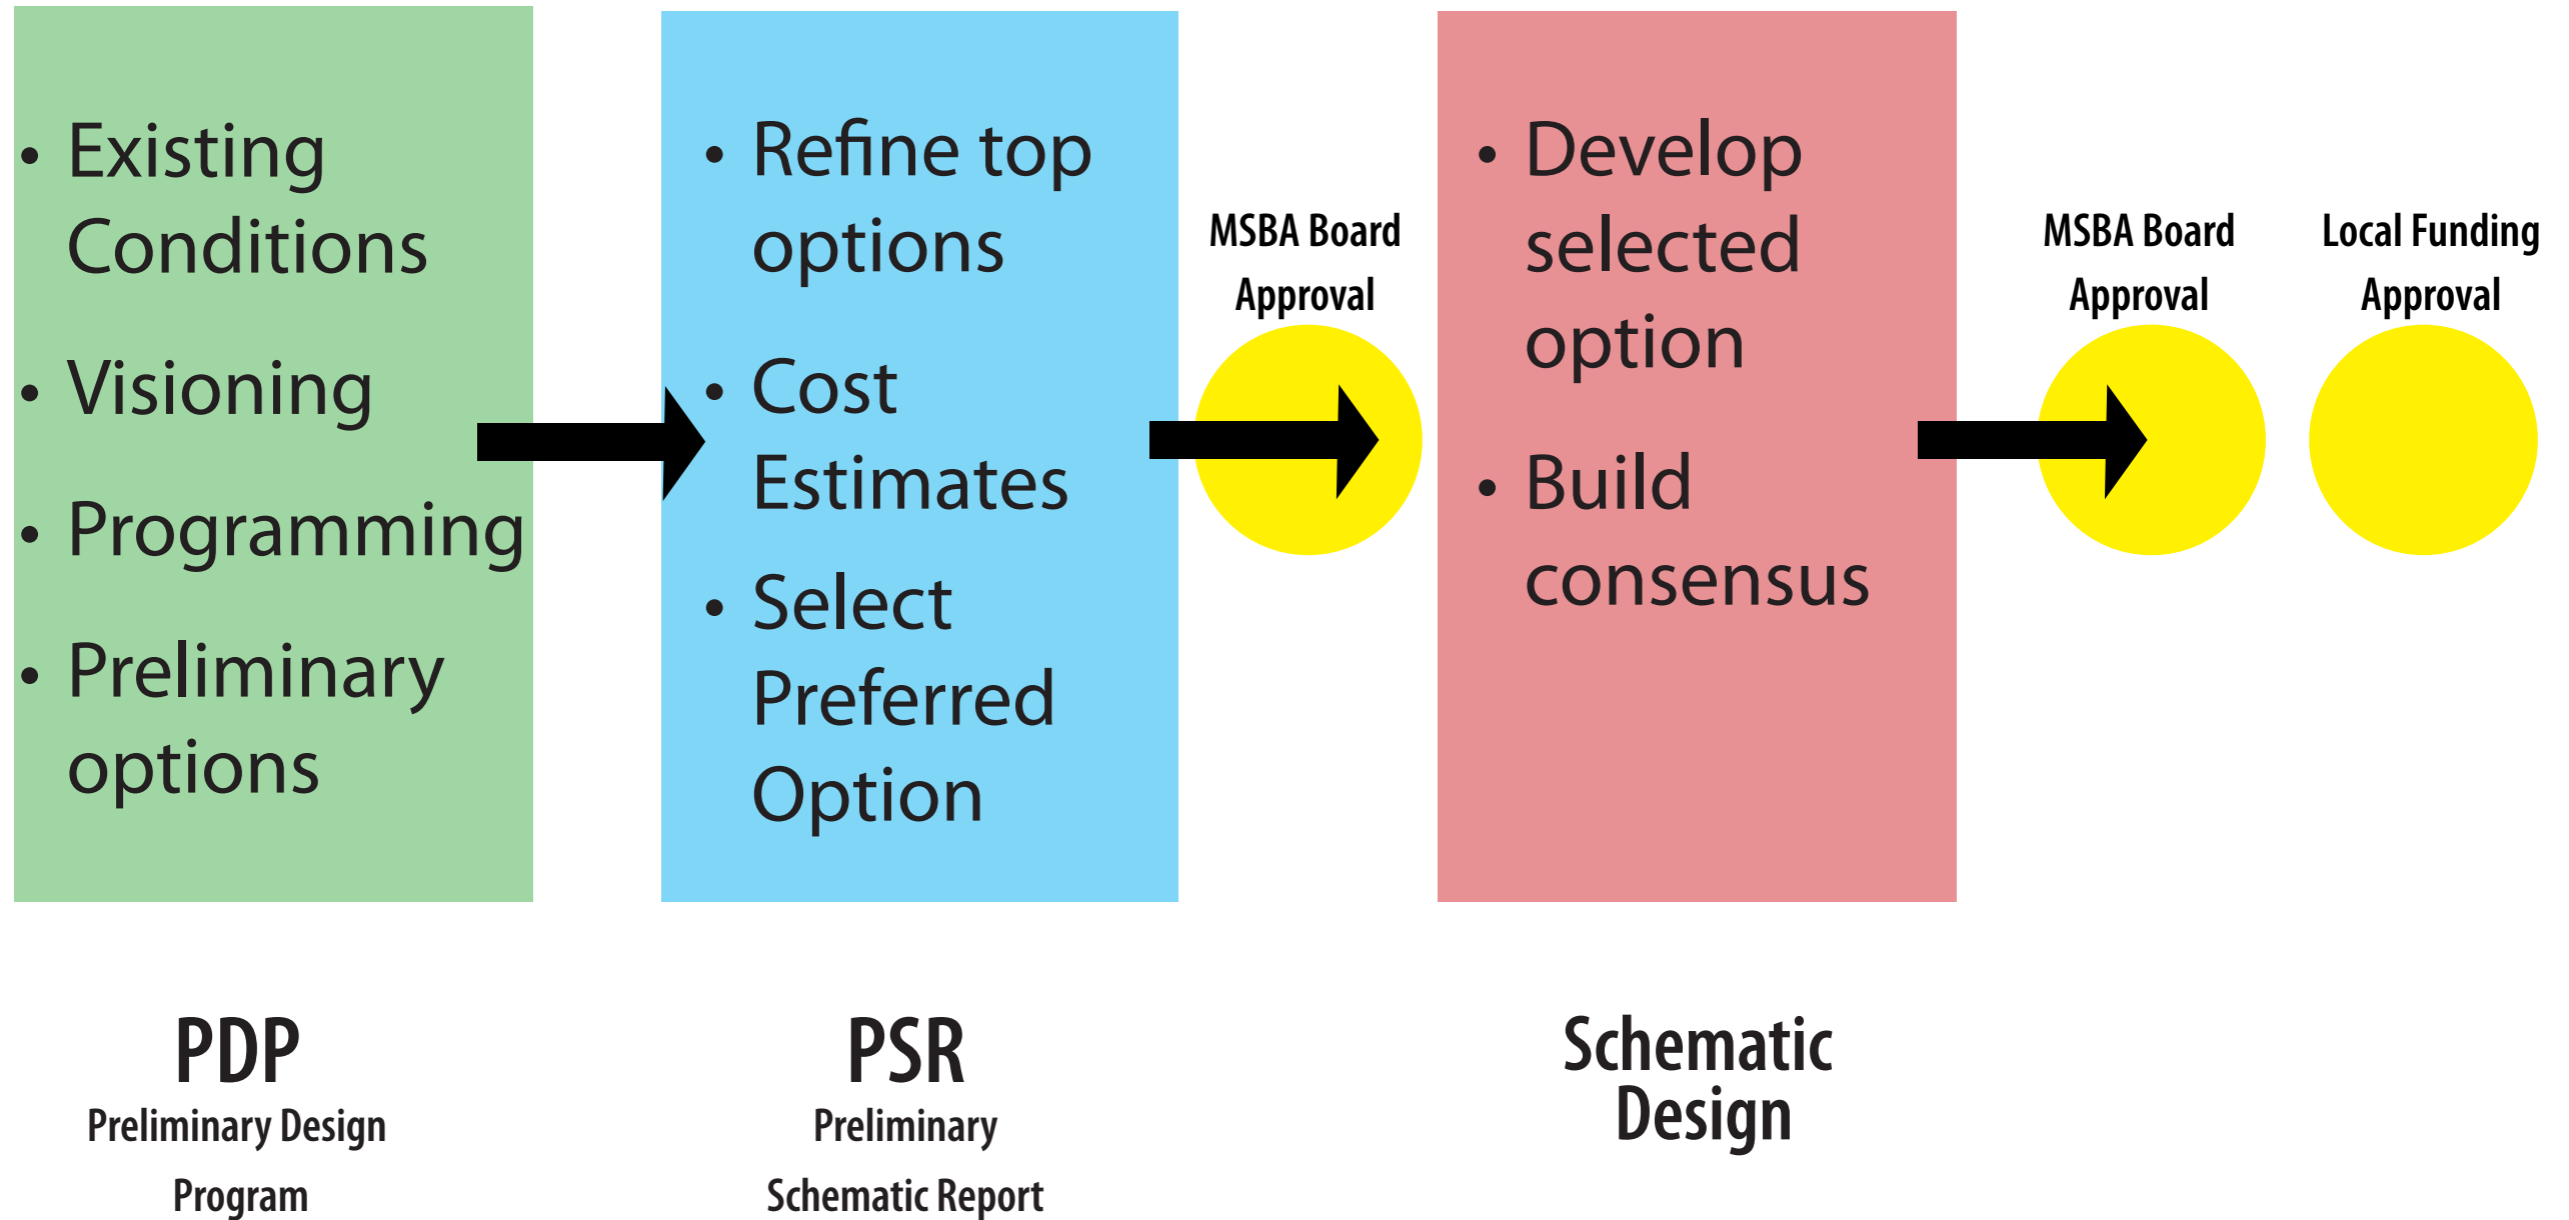 • Existing
Conditions
• Visioning
• Programming
• Preliminary
options
• Refine top
options
• Cost
Estimates
• Select
Preferred
Option
MSBA Board
Approval
• Develop
selected
option
• Build
consensus
MSBA Board
Approval
Local Funding
Approval
PDP
Preliminary Design
Program
PSR
Preliminary
Schematic Report
Schematic
Design